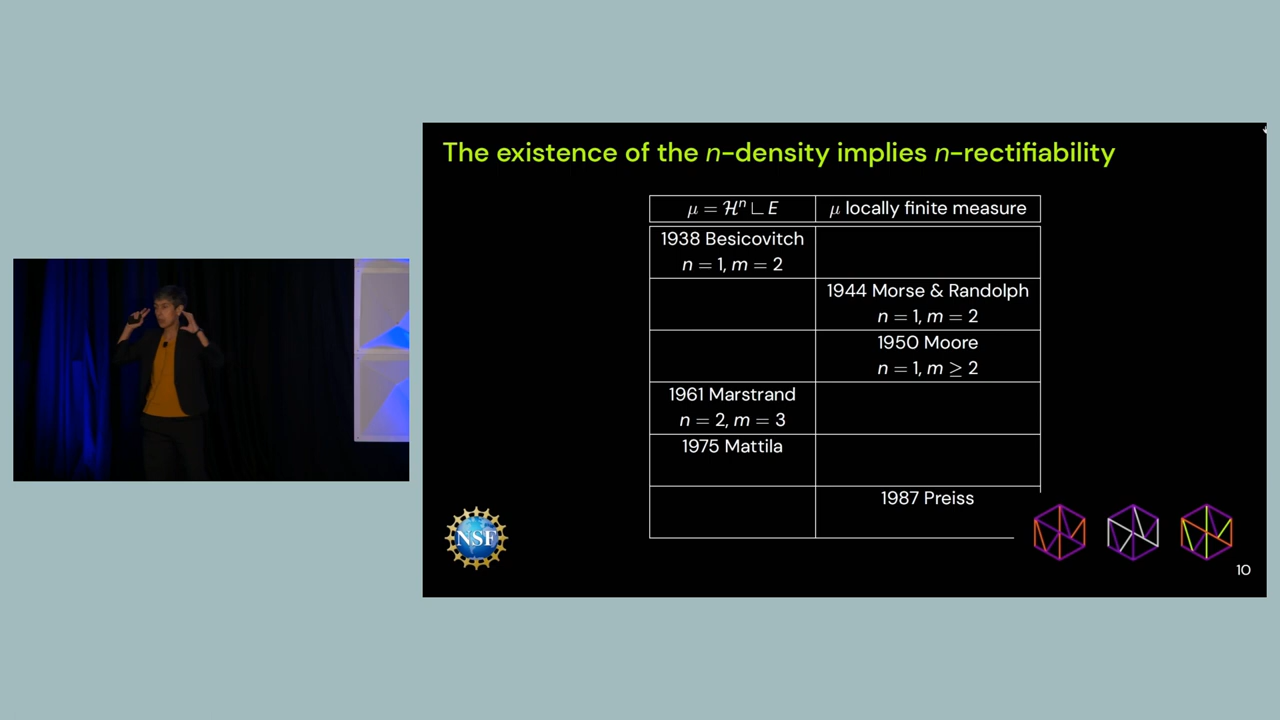 The existence of the n-density implies n-rectifiability
μ = ℋⁿ ⌞ E
μ locally finite measure
1938 Besicovitch
n = 1, m = 2
1944 Morse & Randolph
n = 1, m = 2
1950 Moore
n = 1, m ≥ 2
1961 Marstrand
n = 2, m = 3
1975 Mattila
1987 Preiss
NSF
10